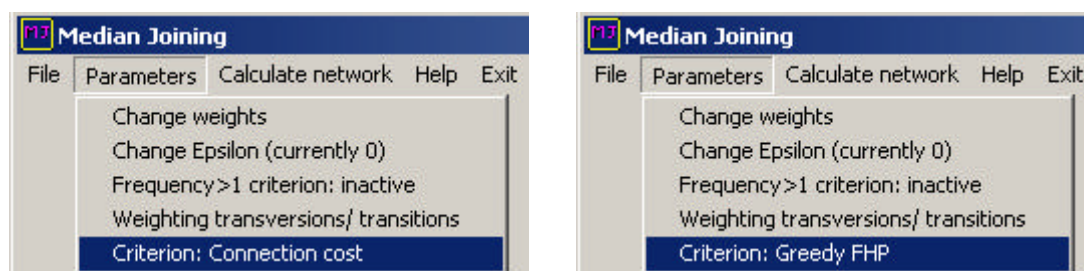 MJ Median Joining
File Parameters Calculate network Help Exit
Change weights
Change Epsilon (currently 0)
Frequency>1 criterion: inactive
Weighting transversions/ transitions
Criterion: Connection cost
MJ Median Joining
File Parameters Calculate network Help Exit
Change weights
Change Epsilon (currently 0)
Frequency>1 criterion: inactive
Weighting transversions/ transitions
Criterion: Greedy FHP